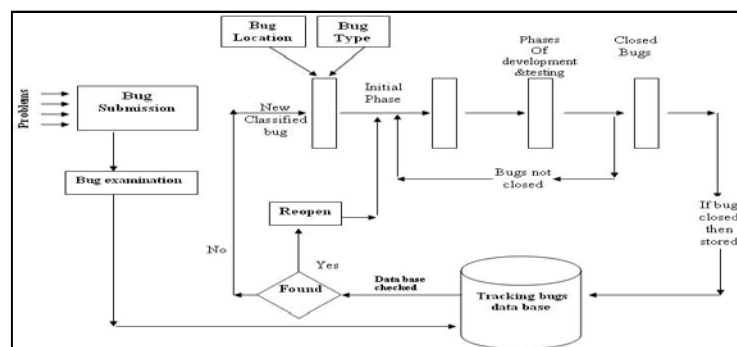 Bug
Location
Bug
Type
Phases
Of
development
&testing
Closed
Bugs
Problems
Bug
Submission
Initial
Phase
New
Classified
bug
Bug examination
Bugs not
closed
Reopen
If bug
closed
then
stored
No
Yes
Found
Data base
checked
Tracking bugs
data base